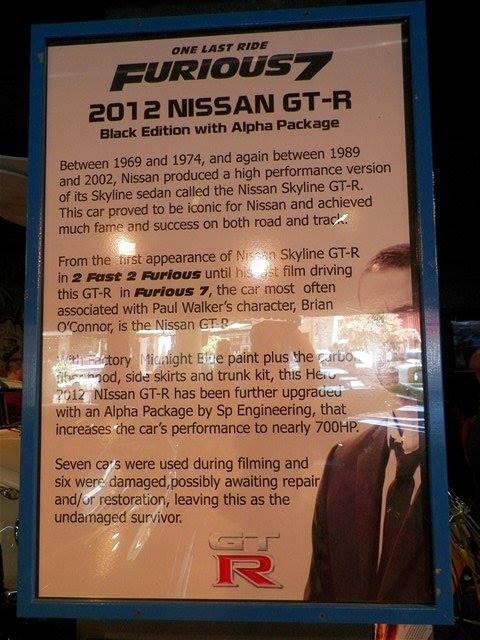 ONE LAST RIDE
FURIOUS 7
2012 NISSAN GT-R
Black Edition with Alpha Package
Between 1969 and 1974, and again between 1989
and 2002, Nissan produced a high performance version
of its Skyline sedan called the Nissan Skyline GT-R.
This car proved to be iconic for Nissan and achieved
much fame and success on both road and track.
From the first appearance of Nissan Skyline GT-R
in 2 Fast 2 Furious until his last film driving
this GT-R in Furious 7, the car most often
associated with Paul Walker's character, Brian
O'Connor, is the Nissan GT-R
With Factory Midnight Blue paint plus the carbon
hood, side skirts and trunk kit, this Hero
2012 NIssan GT-R has been further upgraded
with an Alpha Package by Sp Engineering, that
increases the car's performance to nearly 700HP.
Seven cars were used during filming and
six were damaged,possibly awaiting repair
and/or restoration, leaving this as the
undamaged survivor.
GT
R